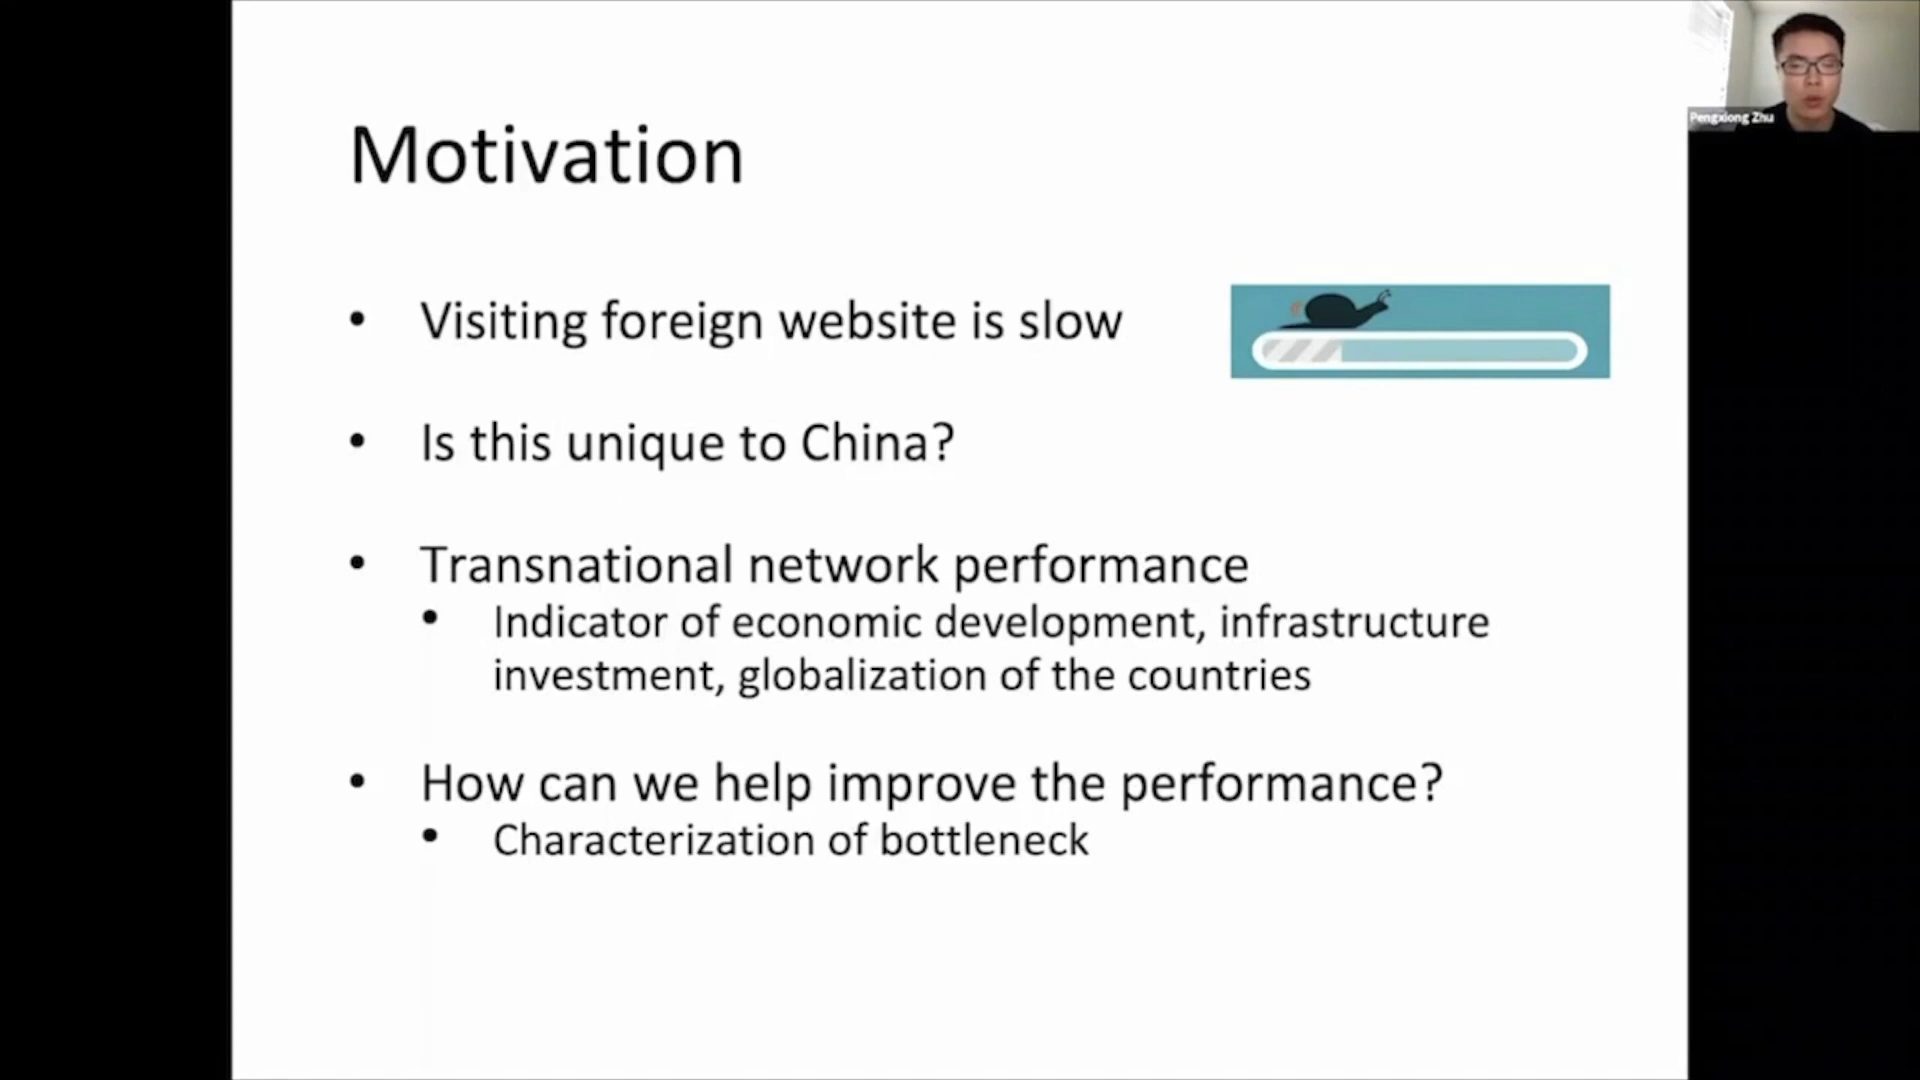 Motivation
• Visiting foreign website is slow
• Is this unique to China?
• Transnational network performance
• Indicator of economic development, infrastructure
investment, globalization of the countries
• How can we help improve the performance?
• Characterization of bottleneck
Pengxiong Zhu